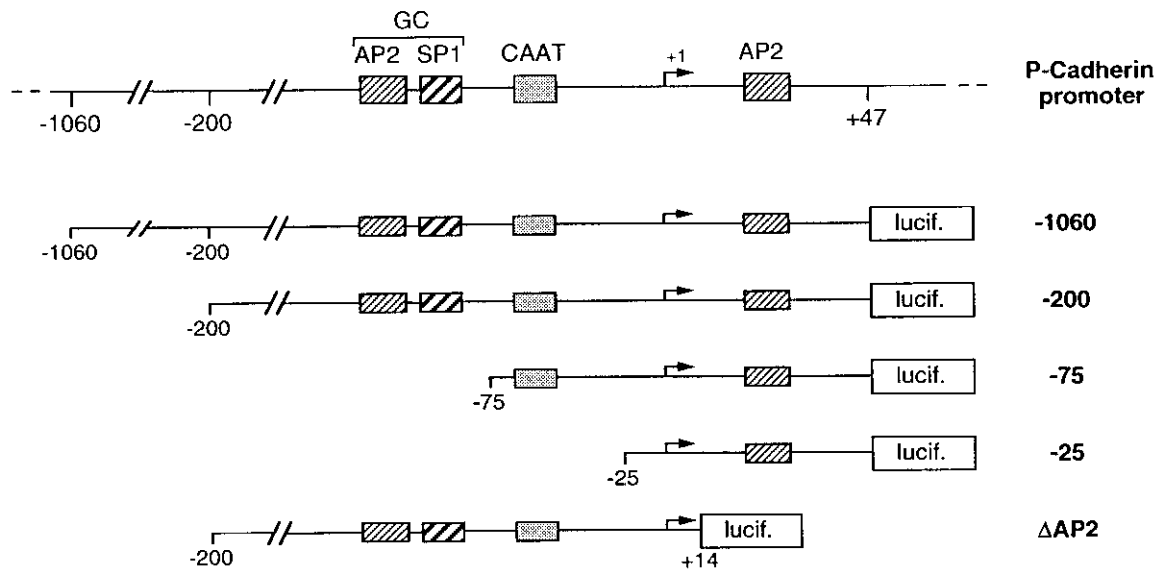 GC
AP2 SP1 CAAT +1 AP2
P-Cadherin
promoter
-1060 -200 +47
lucif. -1060
-1060 -200
lucif. -200
-200
lucif. -75
-75
lucif. -25
-25
lucif. ΔAP2
-200 +14